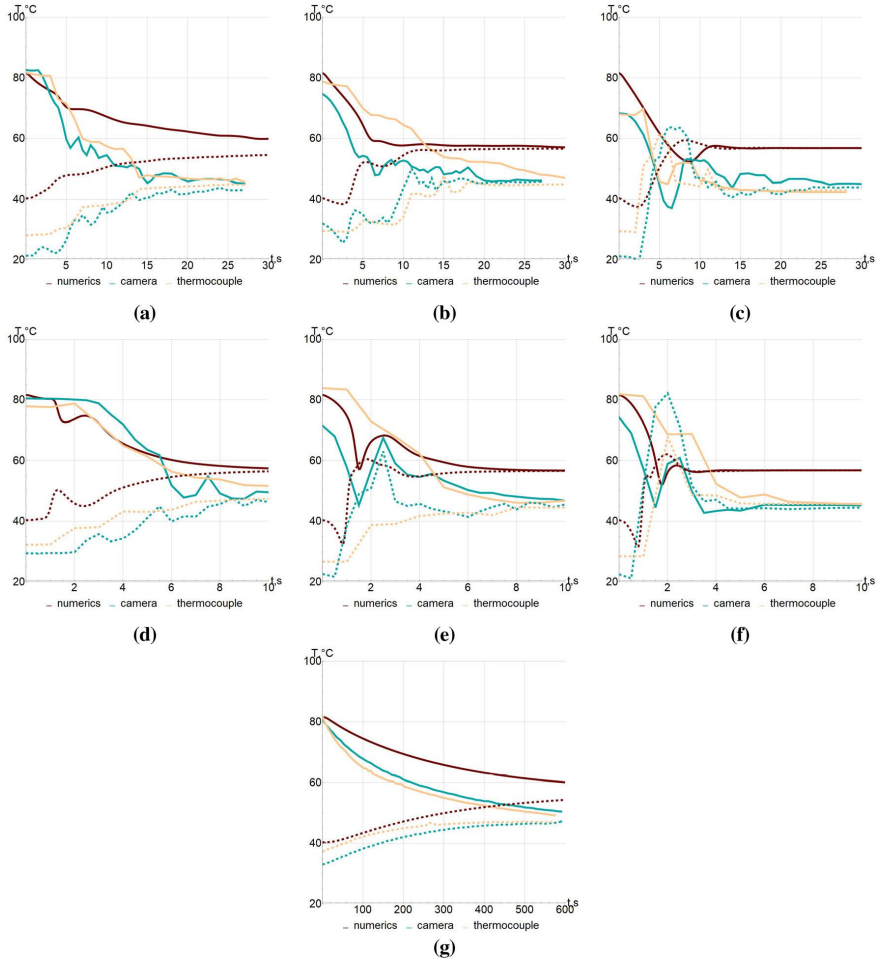 T,°C T,°C T,°C
100 100 100
80 80 80
60 60 60
40 40 40
20 20 20
5 10 15 20 25 30 t,s 5 10 15 20 25 30 t,s 5 10 15 20 25 30 t,s
numerics camera thermocouple numerics camera thermocouple numerics camera thermocouple
(a) (b) (c)
T,°C T,°C T,°C
100 100 100
80 80 80
60 60 60
40 40 40
20 20 20
2 4 6 8 10 t,s 2 4 6 8 10 t,s 2 4 6 8 10 t,s
numerics camera thermocouple numerics camera thermocouple numerics camera thermocouple
(d) (e) (f)
T,°C
100
80
60
40
20
100 200 300 400 500 600 t,s
numerics camera thermocouple
(g)